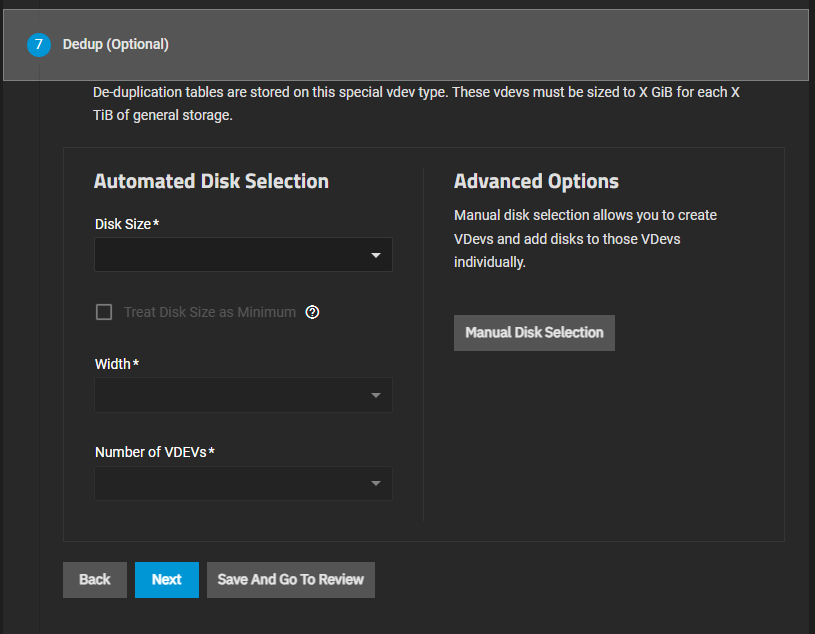 7 Dedup (Optional)
De-duplication tables are stored on this special vdev type. These vdevs must be sized to X GiB for each X
TiB of general storage.
Automated Disk Selection
Disk Size*
Treat Disk Size as Minimum
Width*
Number of VDEVs*
Advanced Options
Manual disk selection allows you to create
VDevs and add disks to those VDevs
individually.
Manual Disk Selection
Back Next Save And Go To Review